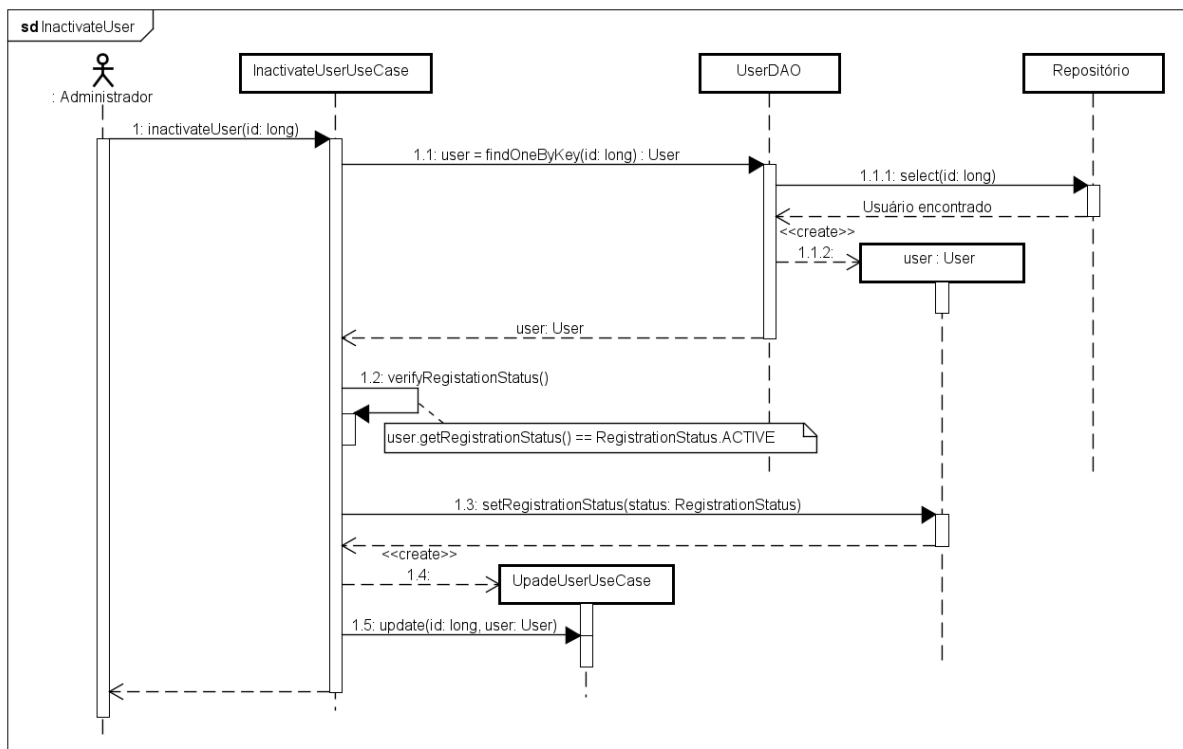 sd InactivateUser
InactivateUserUseCase
UserDAO
Repositório
: Administrador
1: inactivateUser(id: long)
1.1: user = findOneByKey(id: long) : User
1.1.1: select(id: long)
Usuário encontrado
<<create>>
1.1.2:
user : User
user: User
1.2: verifyRegistationStatus()
user.getRegistrationStatus() == RegistrationStatus.ACTIVE
1.3: setRegistrationStatus(status: RegistrationStatus)
<<create>>
1.4:
UpadeUserUseCase
1.5: update(id: long, user: User)